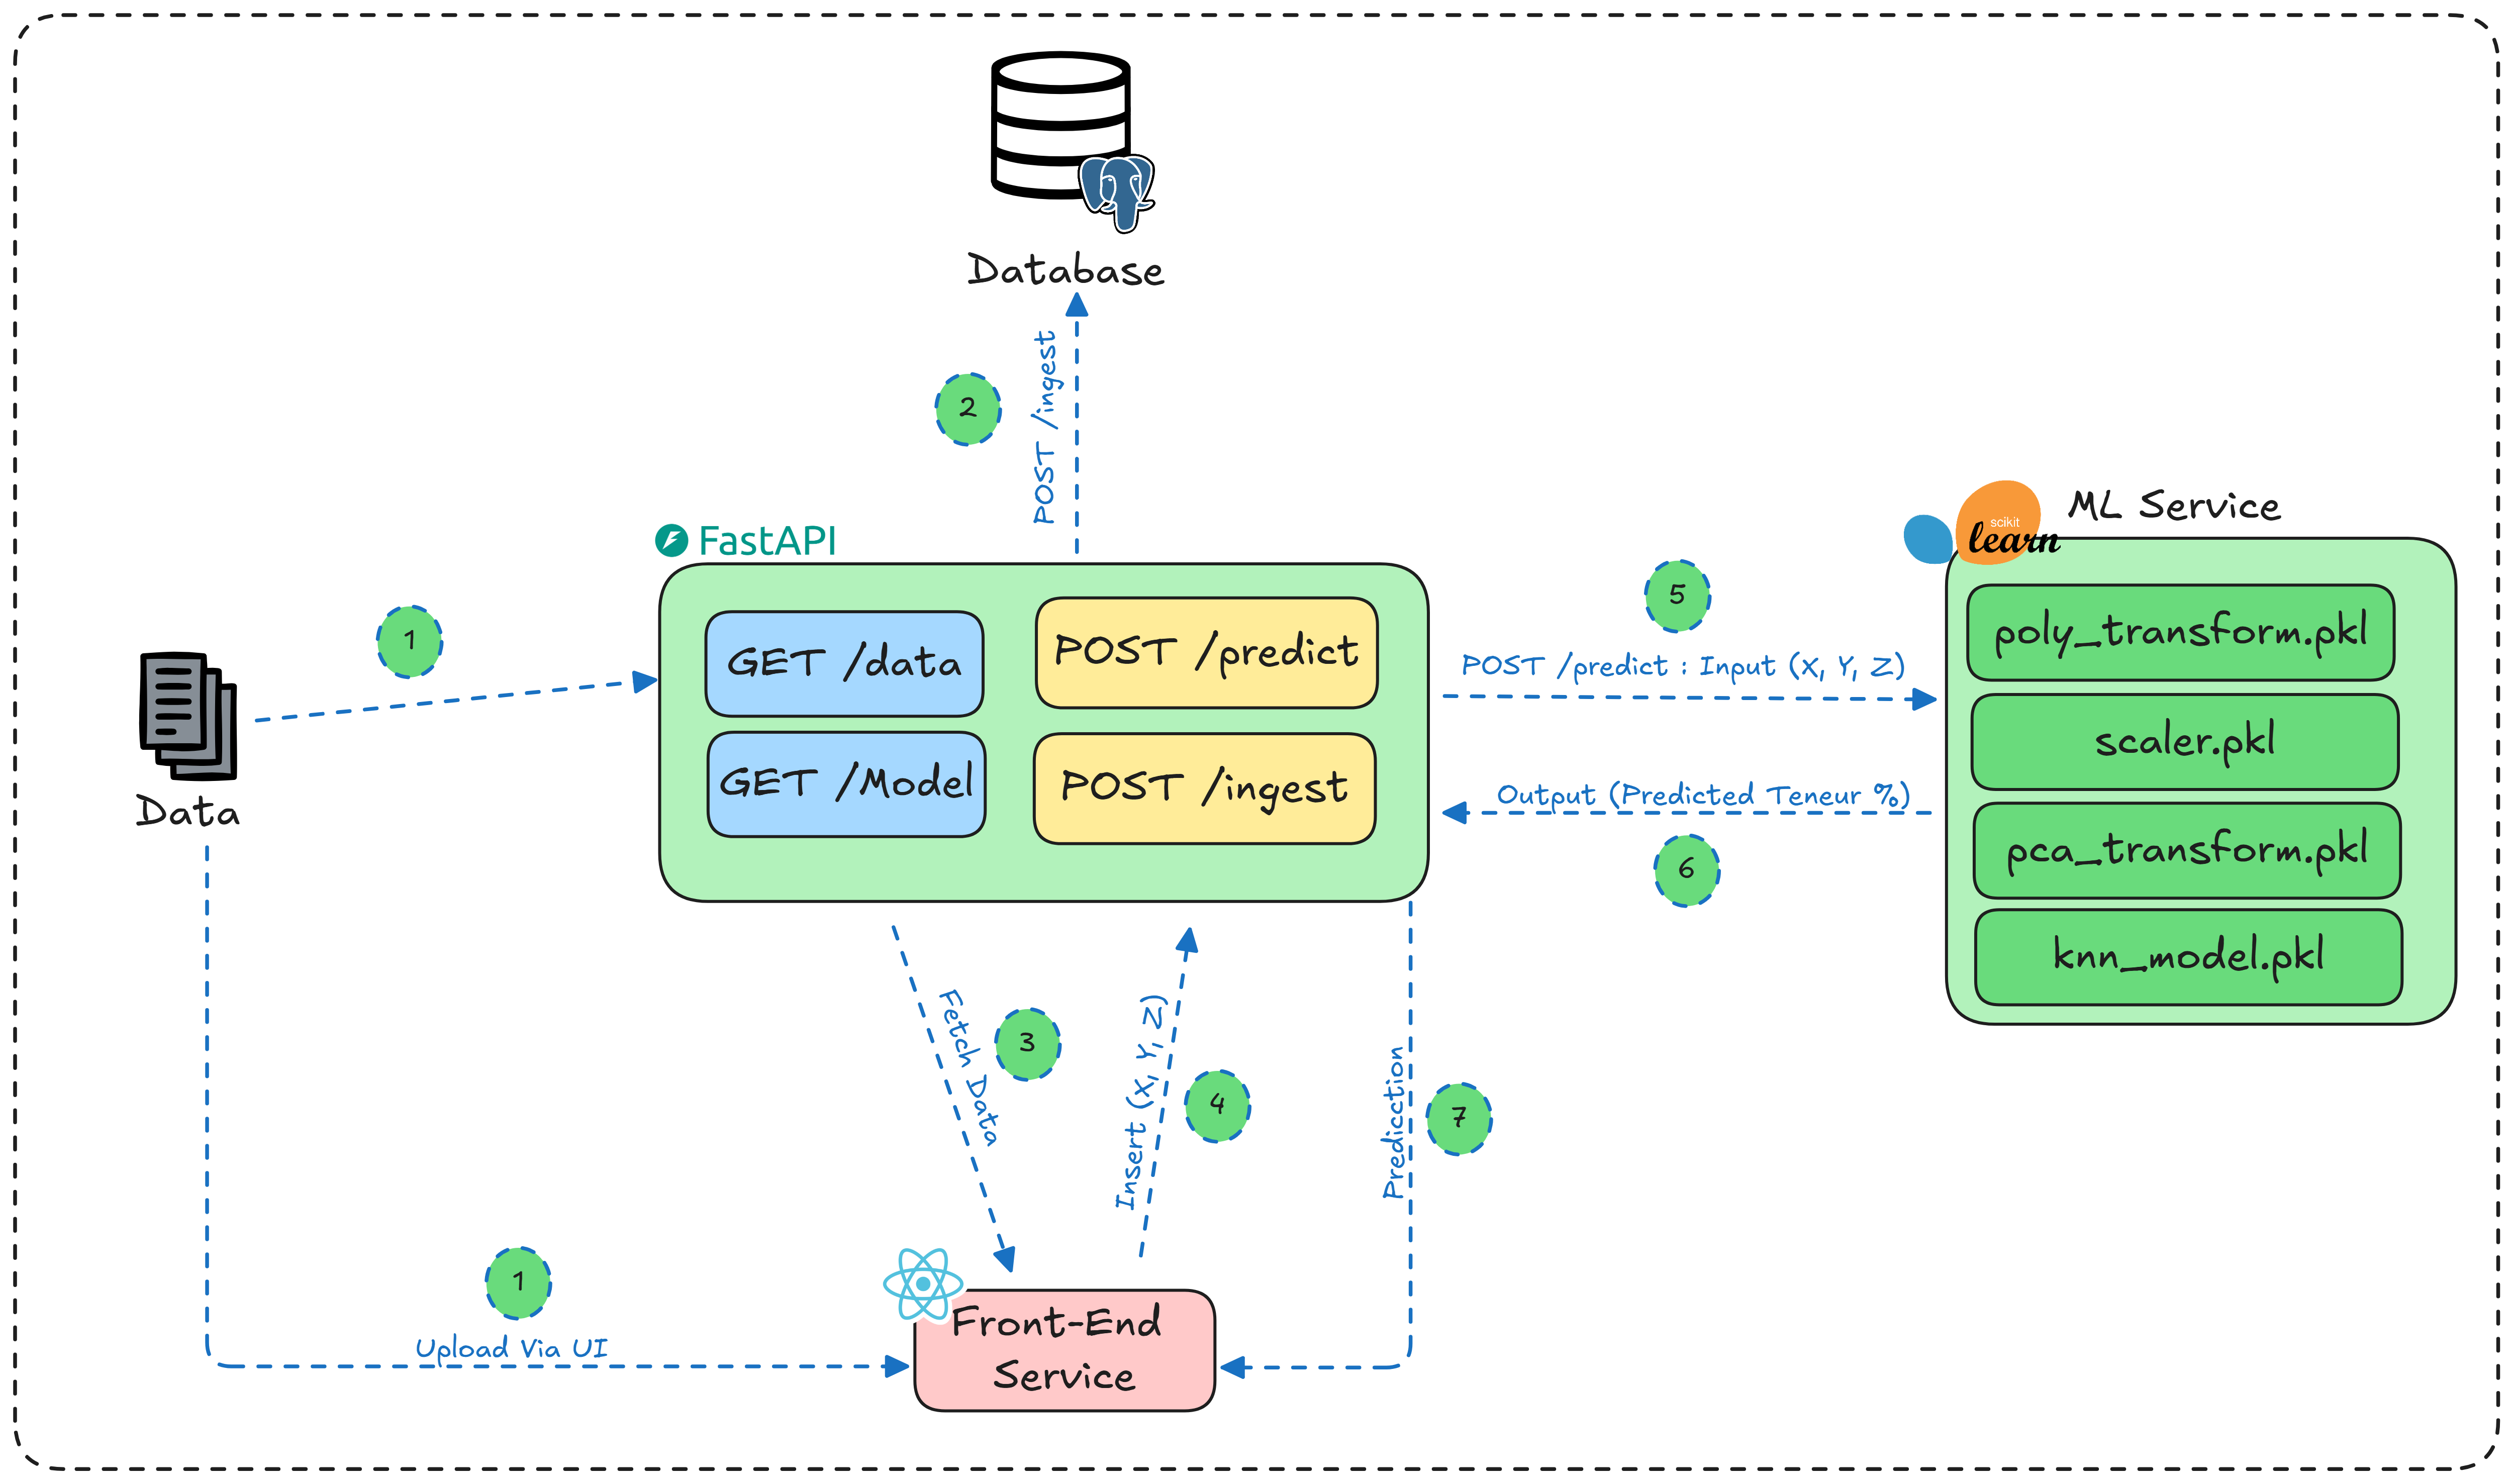 Database
POST /ingest
2
FastAPI
GET /data
POST /predict
GET /Model
POST /ingest
1
Data
5
POST /predict : Input (X, Y, Z)
Output (Predicted Teneur %)
6
scikit
learn
ML Service
poly_transform.pkl
scaler.pkl
pca_transform.pkl
knn_model.pkl
Fetch Data
3
Insert (X, Y, Z)
4
Prediction
7
1
Upload Via UI
Front-End
Service